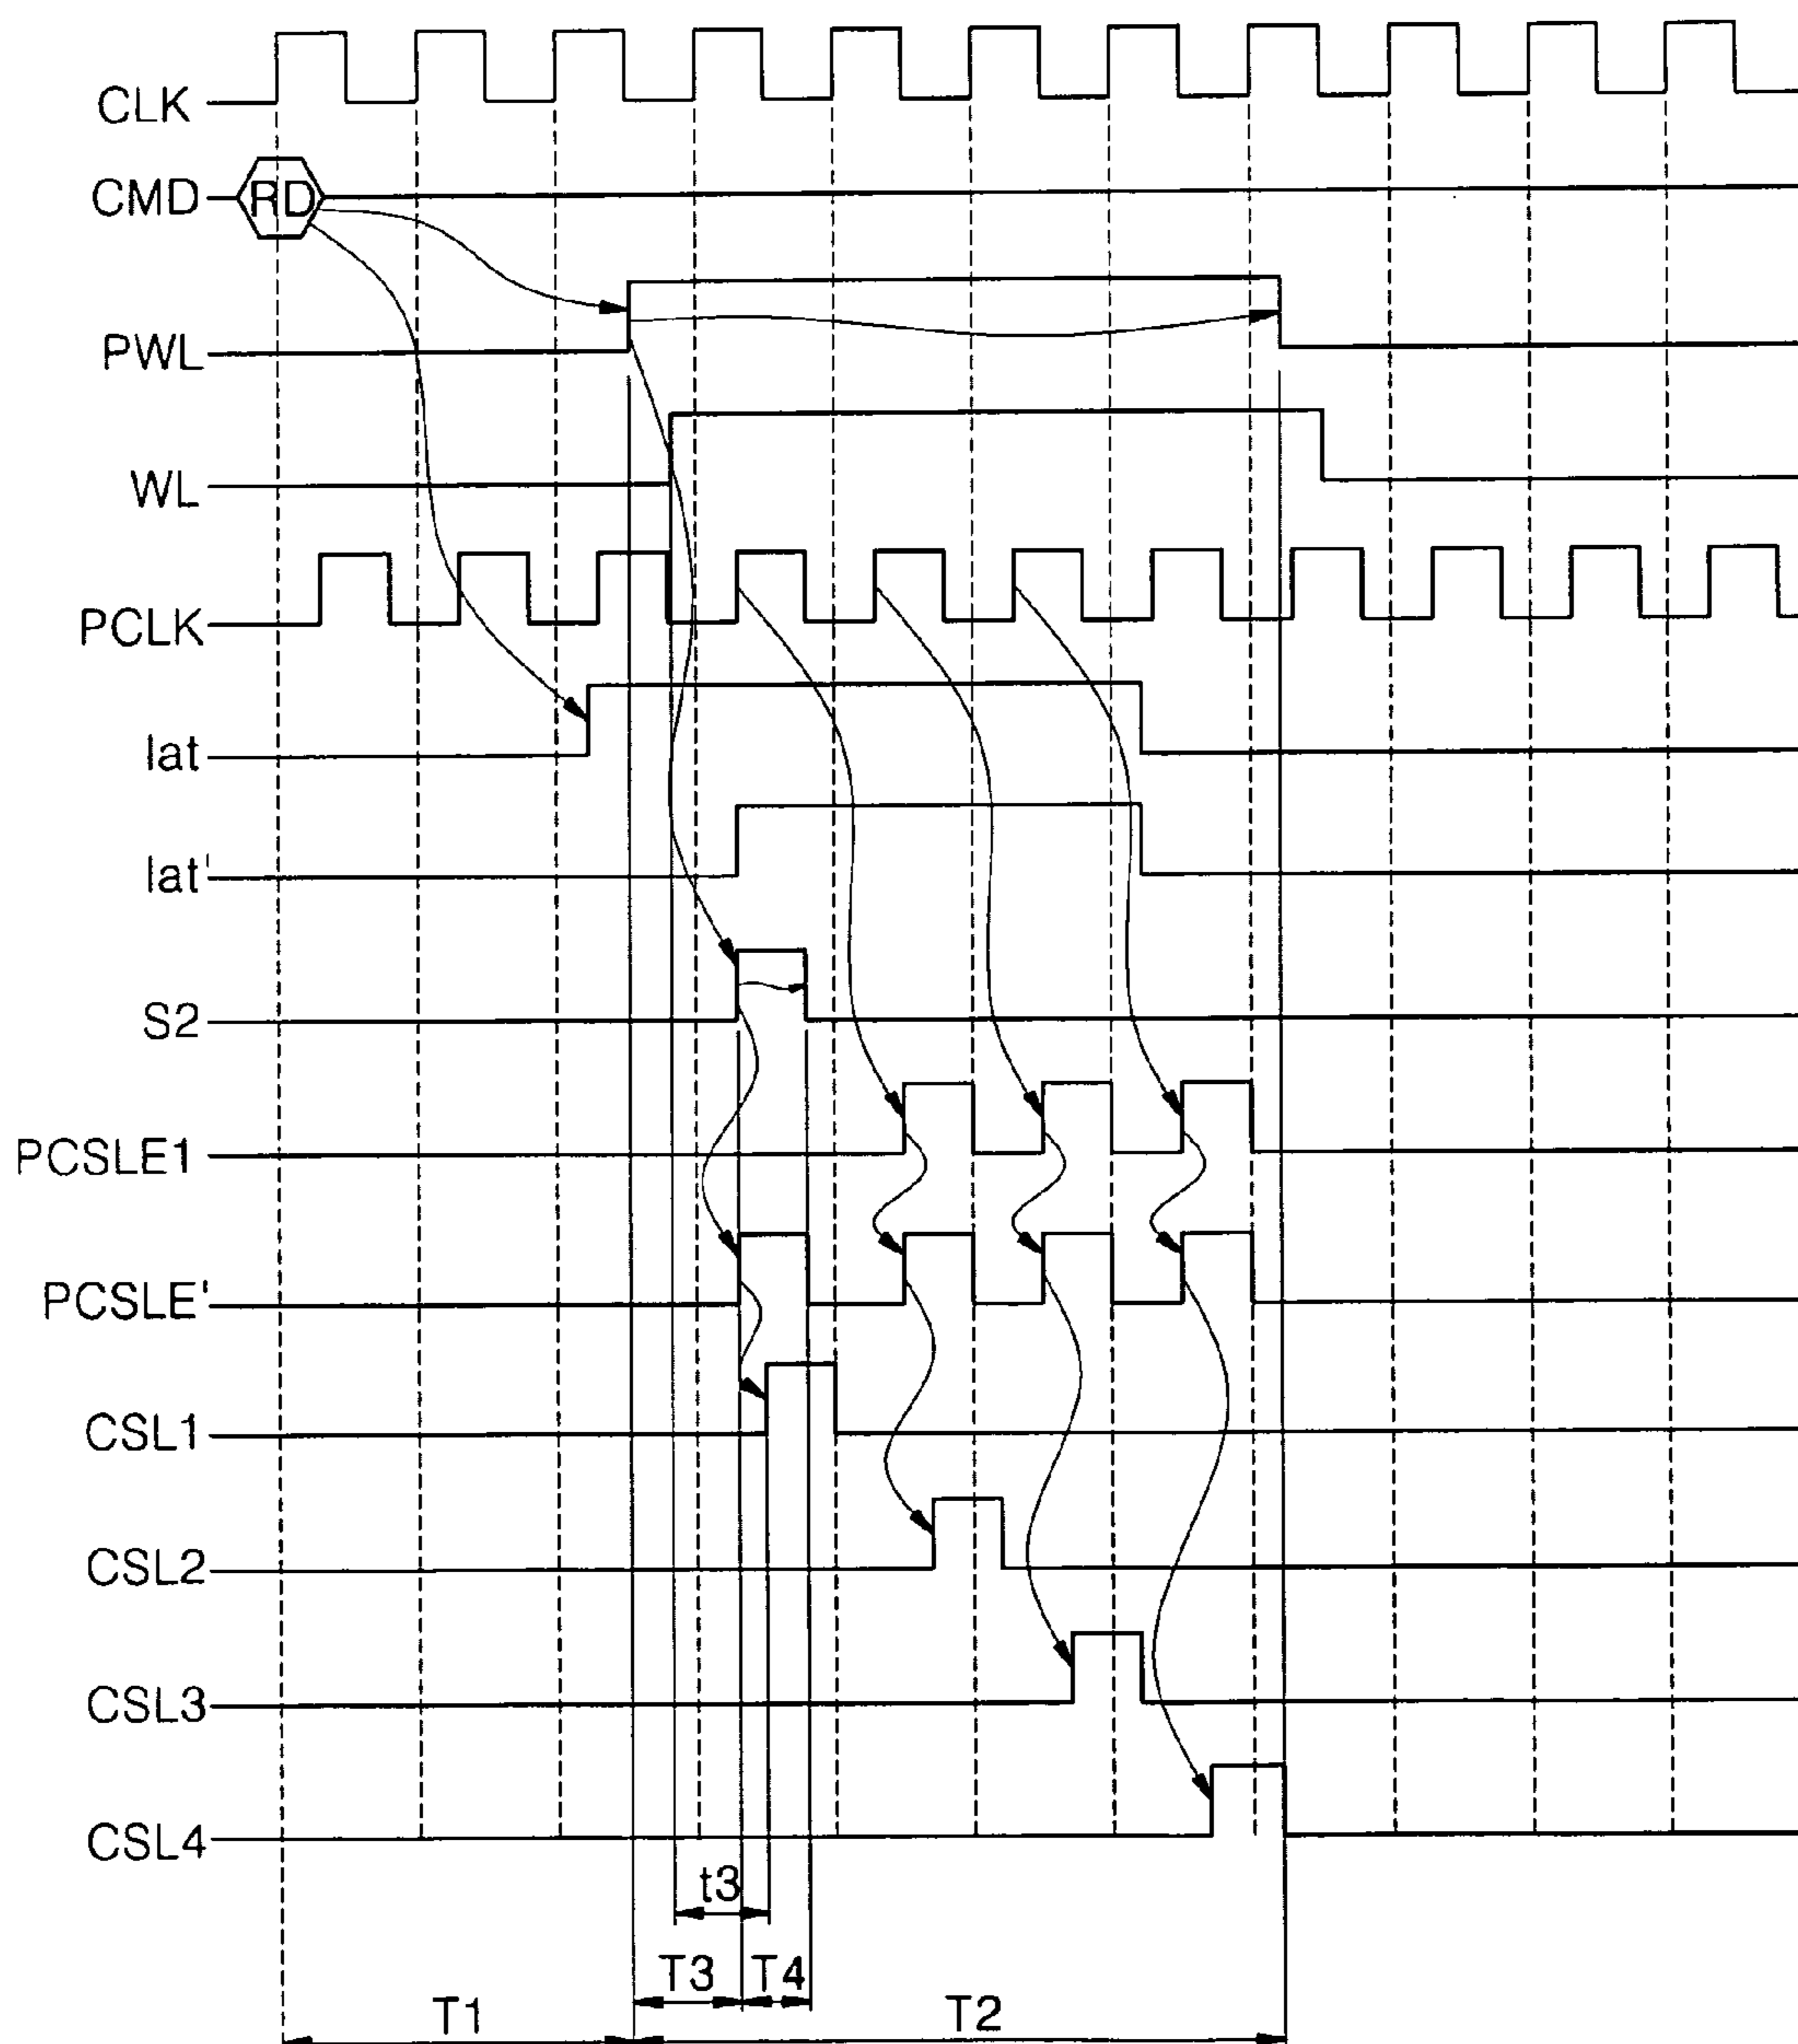 CLK
CMD
RD
PWL
WL
PCLK
lat
lat'
S2
PCSLE1
PCSLE'
CSL1
CSL2
CSL3
CSL4
t3
T3
T4
T1
T2